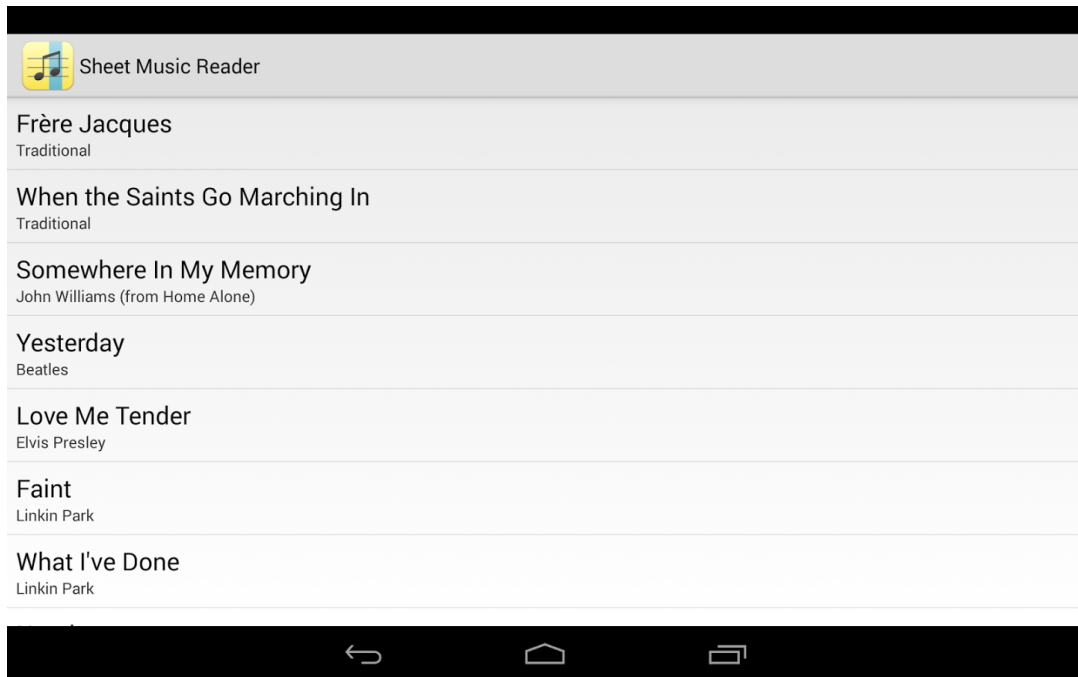 Sheet Music Reader
Frère Jacques
Traditional
When the Saints Go Marching In
Traditional
Somewhere In My Memory
John Williams (from Home Alone)
Yesterday
Beatles
Love Me Tender
Elvis Presley
Faint
Linkin Park
What I've Done
Linkin Park